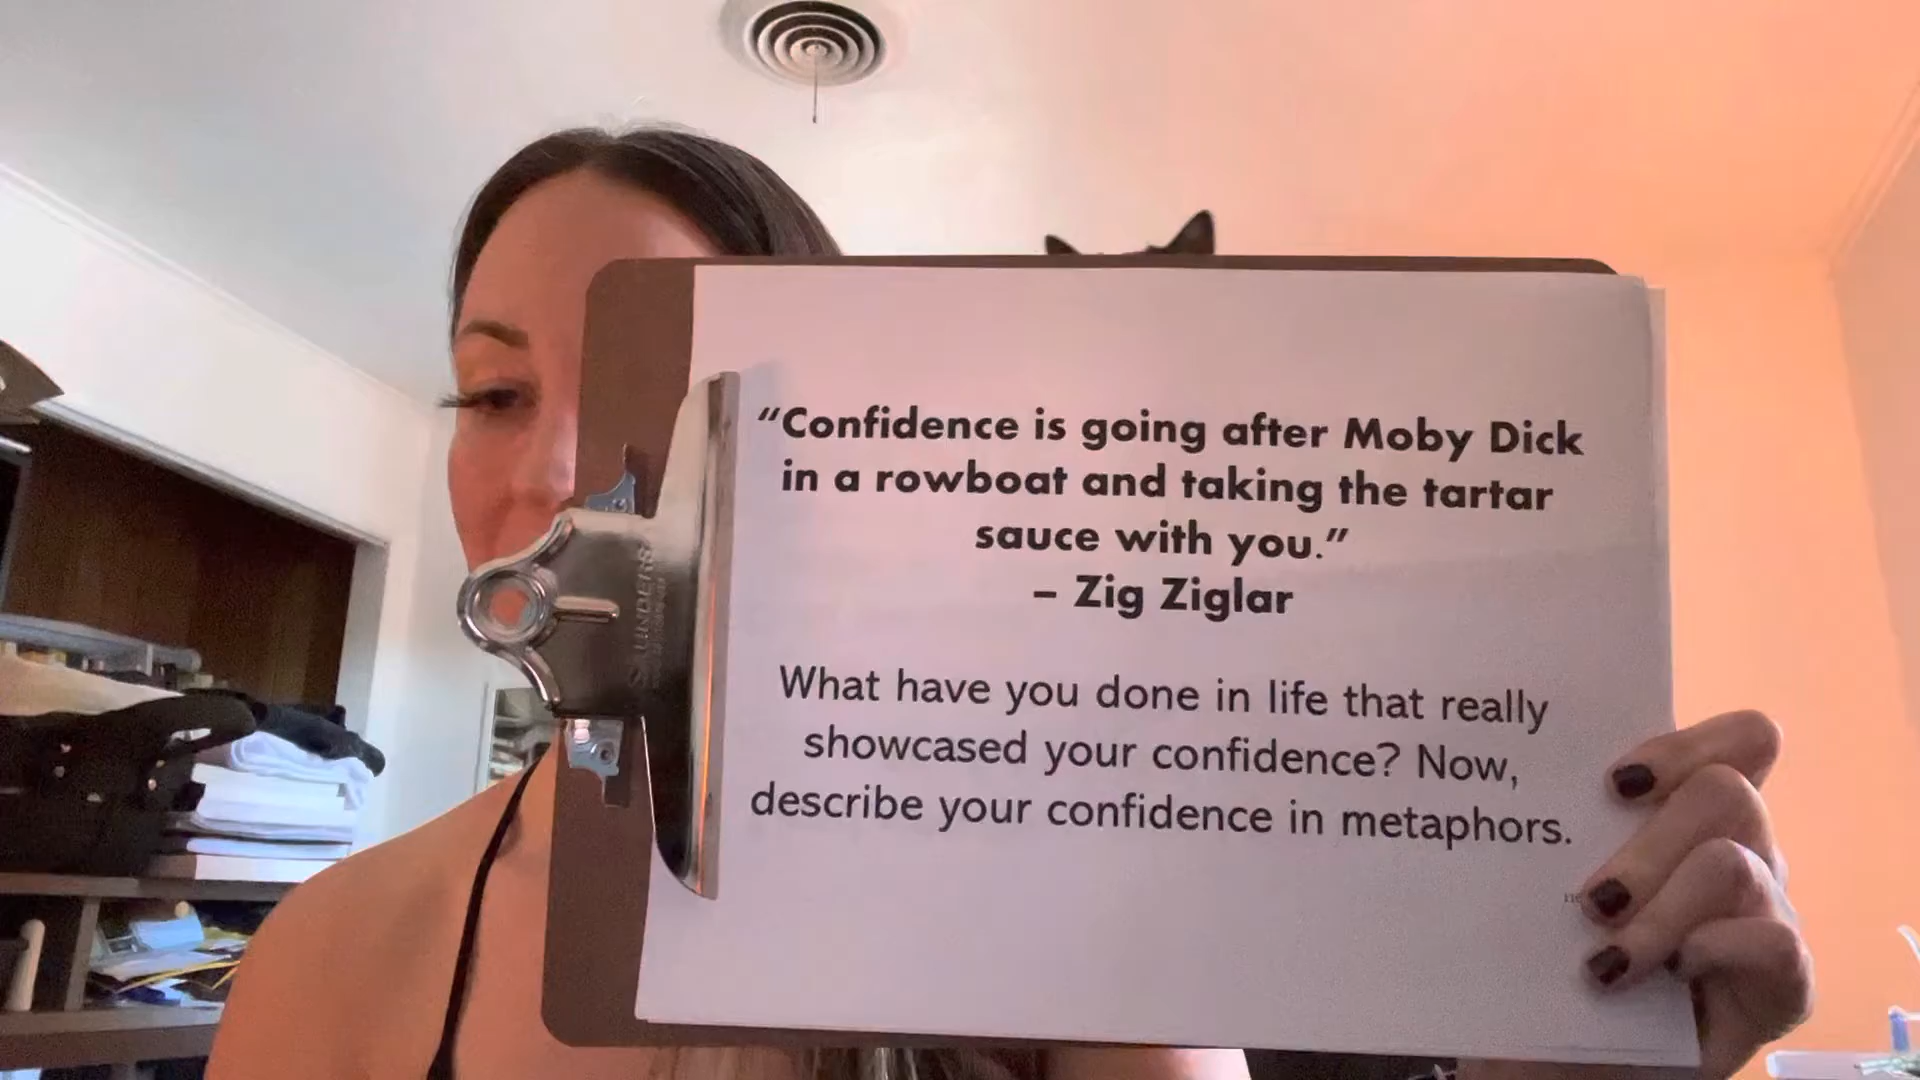 “Confidence is going after Moby Dick
in a rowboat and taking the tartar
sauce with you.”
– Zig Ziglar
What have you done in life that really
showcased your confidence? Now,
describe your confidence in metaphors.